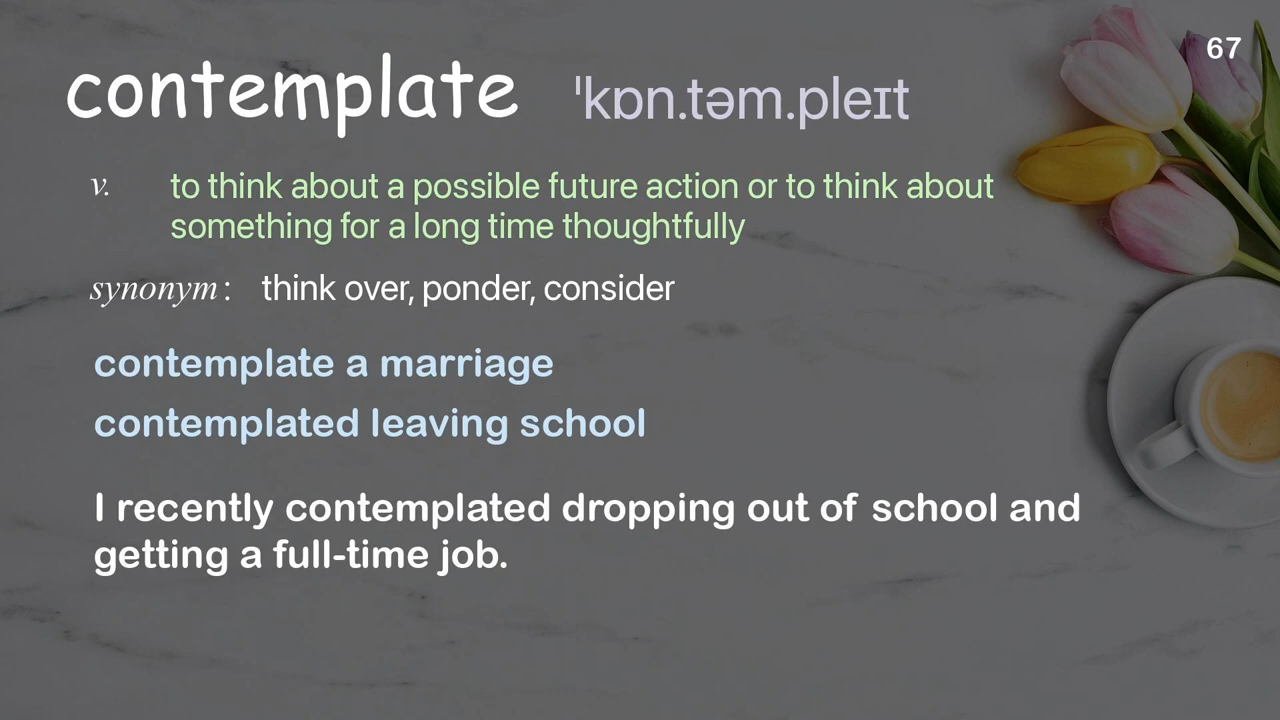 67
contemplate ˈkɒn.təm.pleɪt
v. to think about a possible future action or to think about
something for a long time thoughtfully
synonym: think over, ponder, consider
contemplate a marriage
contemplated leaving school
I recently contemplated dropping out of school and
getting a full-time job.